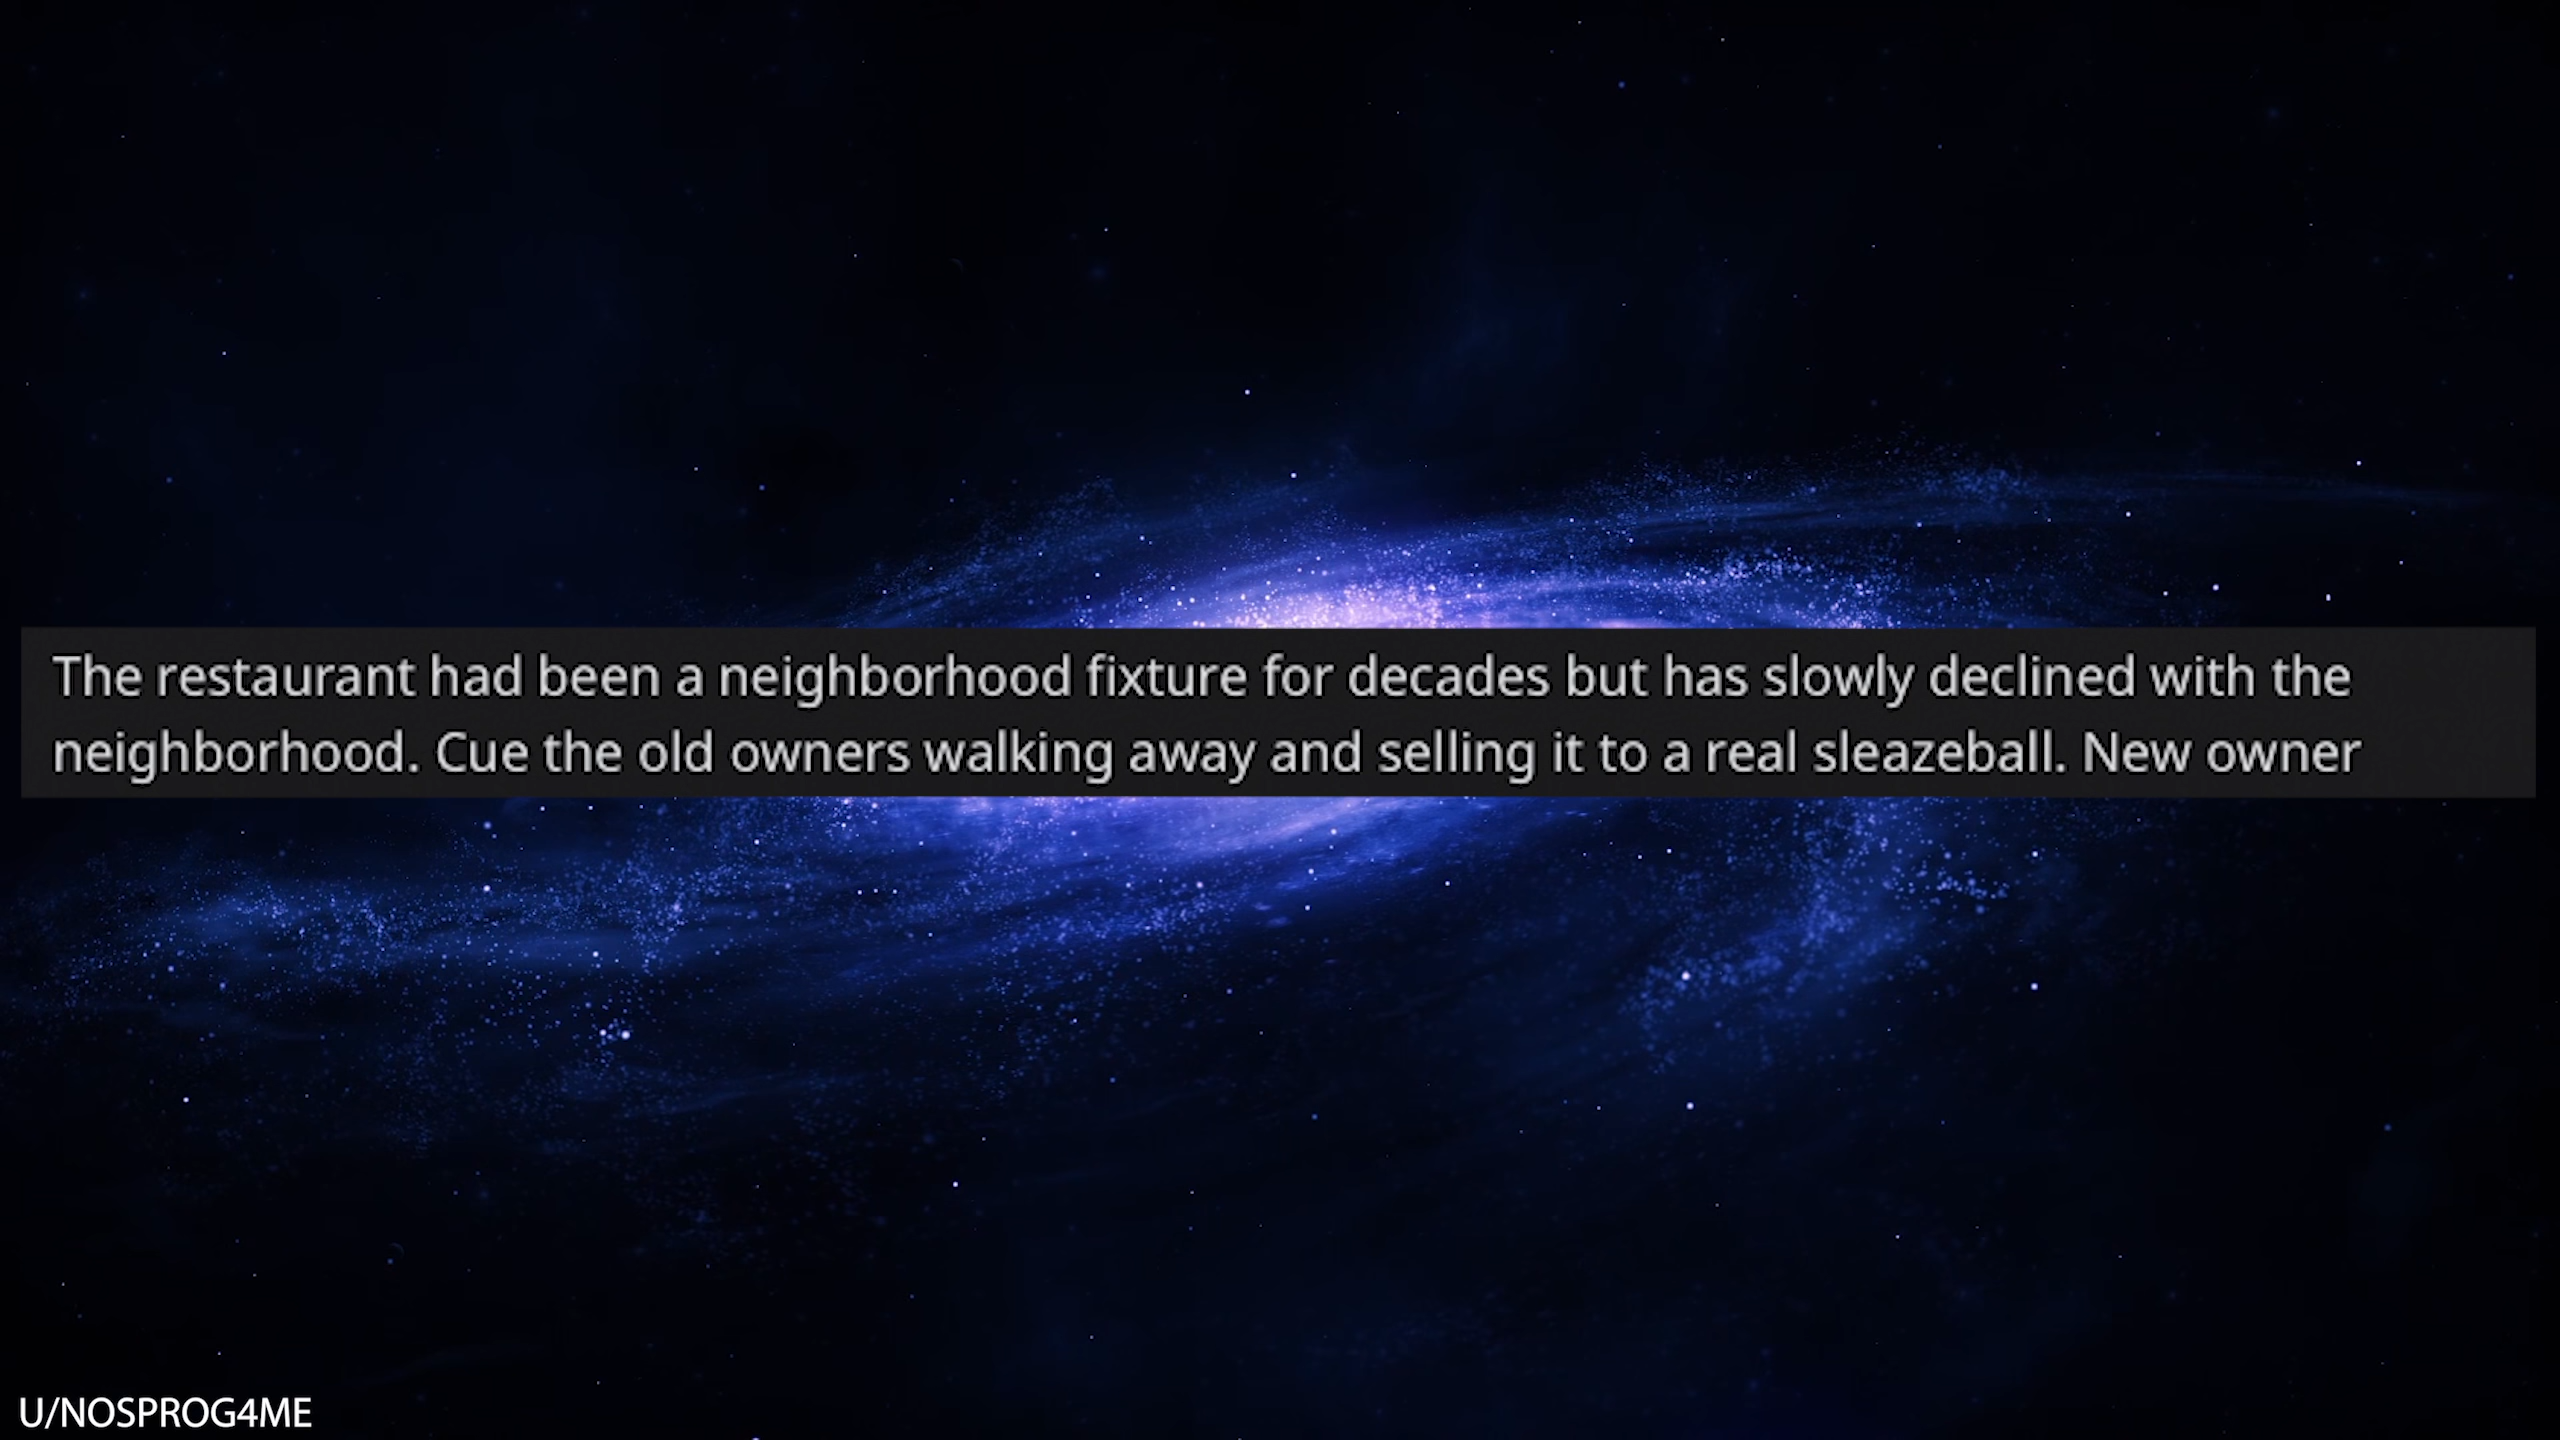 The restaurant had been a neighborhood fixture for decades but has slowly declined with the
neighborhood. Cue the old owners walking away and selling it to a real sleazeball. New owner
U/NOSPROG4ME